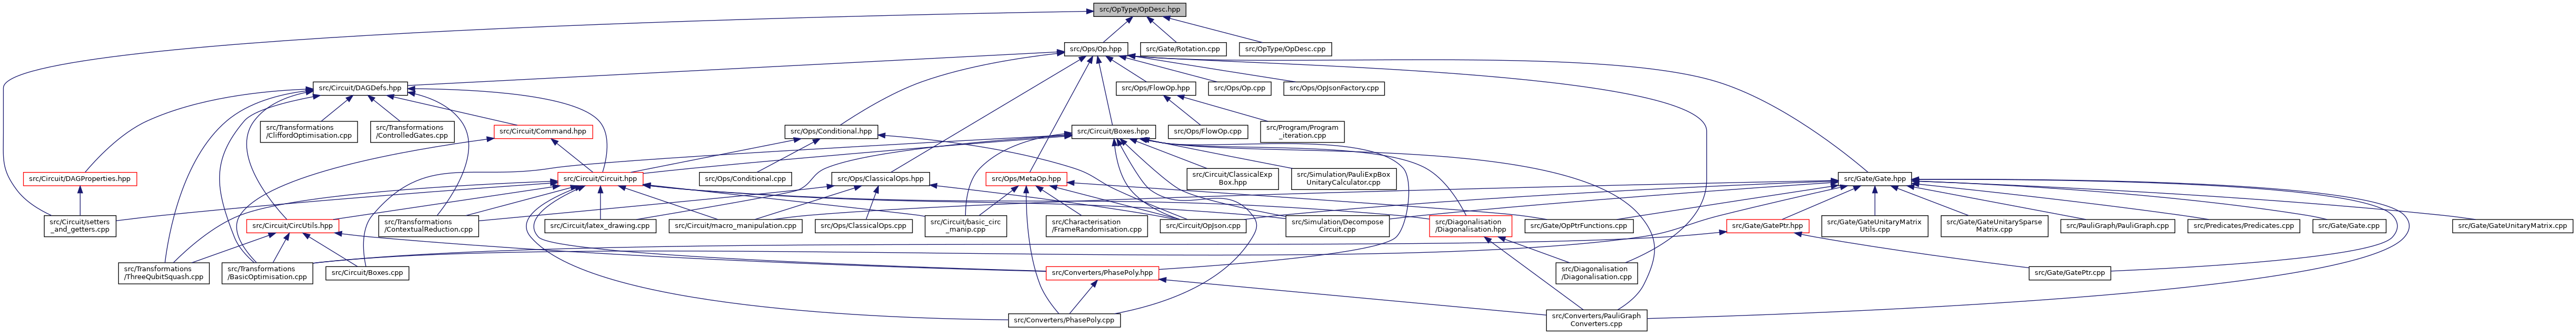 src/OpType/OpDesc.hpp
src/Ops/Op.hpp
src/Gate/Rotation.cpp
src/OpType/OpDesc.cpp
src/Circuit/DAGDefs.hpp
src/Ops/FlowOp.hpp
src/Ops/Op.cpp
src/Ops/OpJsonFactory.cpp
src/Transformations
/CliffordOptimisation.cpp
src/Transformations
/ControlledGates.cpp
src/Circuit/Command.hpp
src/Ops/Conditional.hpp
src/Circuit/Boxes.hpp
src/Ops/FlowOp.cpp
src/Program/Program
_iteration.cpp
src/Circuit/DAGProperties.hpp
src/Circuit/Circuit.hpp
src/Ops/Conditional.cpp
src/Ops/ClassicalOps.hpp
src/Ops/MetaOp.hpp
src/Circuit/ClassicalExp
Box.hpp
src/Simulation/PauliExpBox
UnitaryCalculator.cpp
src/Gate/Gate.hpp
src/Circuit/setters
_and_getters.cpp
src/Circuit/CircUtils.hpp
src/Transformations
/ContextualReduction.cpp
src/Circuit/latex_drawing.cpp
src/Circuit/macro_manipulation.cpp
src/Ops/ClassicalOps.cpp
src/Circuit/basic_circ
_manip.cpp
src/Characterisation
/FrameRandomisation.cpp
src/Circuit/OpJson.cpp
src/Simulation/Decompose
Circuit.cpp
src/Diagonalisation
/Diagonalisation.hpp
src/Gate/OpPtrFunctions.cpp
src/Gate/GatePtr.hpp
src/Gate/GateUnitaryMatrix
Utils.cpp
src/Gate/GateUnitarySparse
Matrix.cpp
src/PauliGraph/PauliGraph.cpp
src/Predicates/Predicates.cpp
src/Gate/Gate.cpp
src/Gate/GateUnitaryMatrix.cpp
src/Transformations
/ThreeQubitSquash.cpp
src/Transformations
/BasicOptimisation.cpp
src/Circuit/Boxes.cpp
src/Converters/PhasePoly.hpp
src/Diagonalisation
/Diagonalisation.cpp
src/Gate/GatePtr.cpp
src/Converters/PhasePoly.cpp
src/Converters/PauliGraph
Converters.cpp